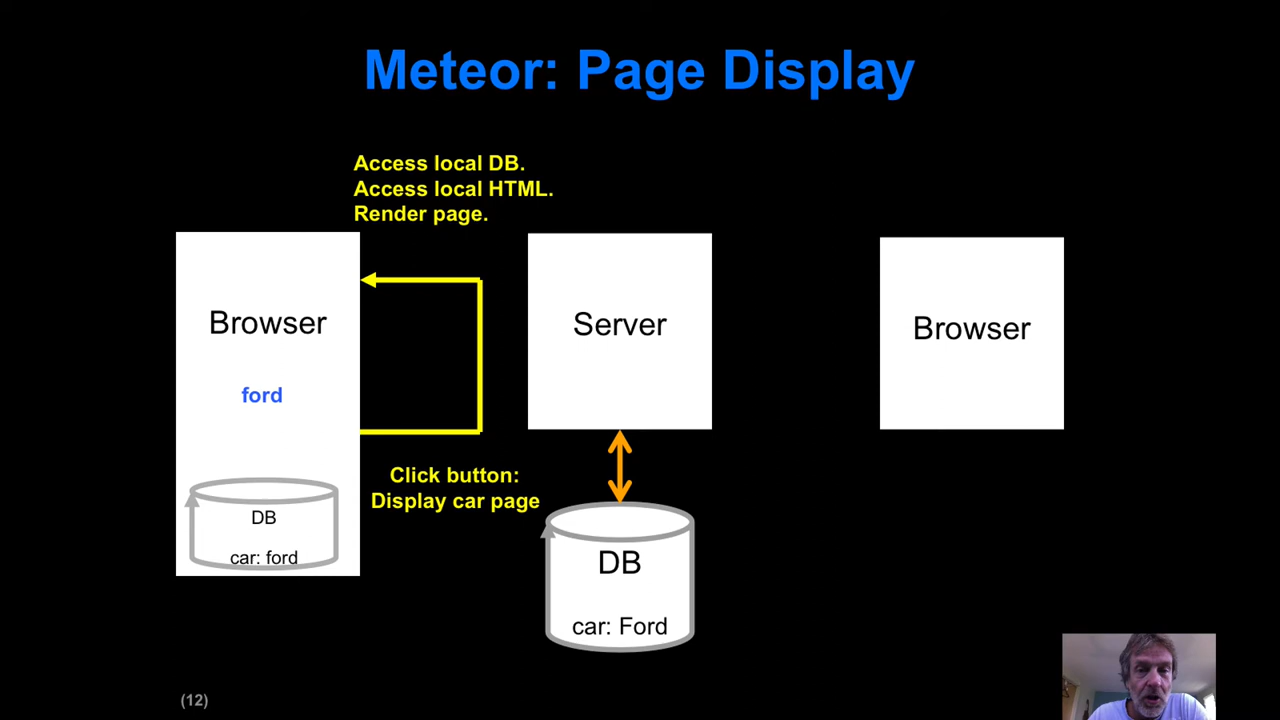 Meteor: Page Display
Access local DB.
Access local HTML.
Render page.
Browser
ford
DB
car: ford
Click button:
Display car page
Server
DB
car: Ford
Browser
(12)